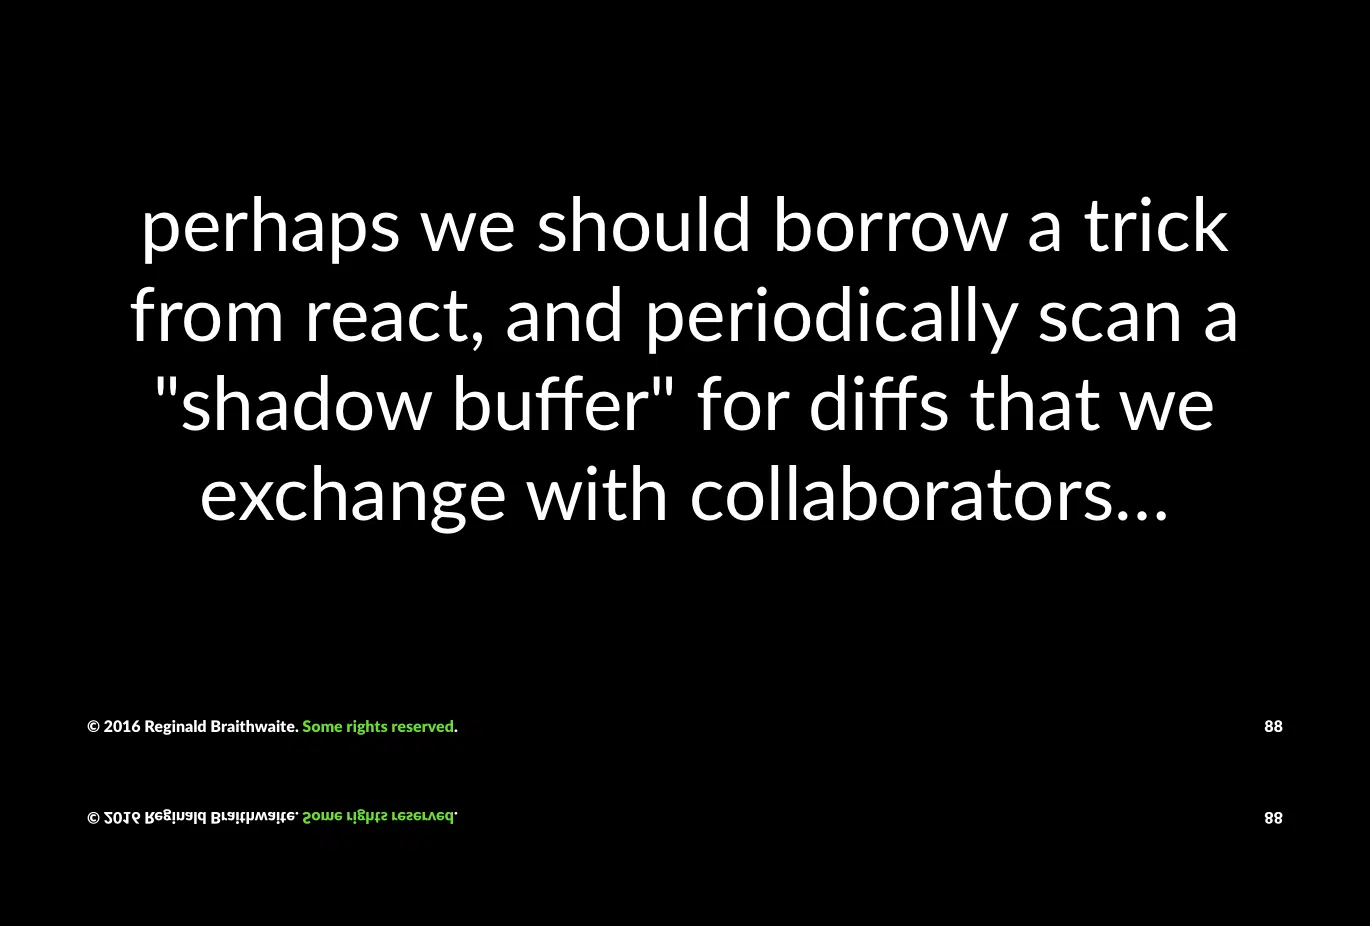 perhaps we should borrow a trick
from react, and periodically scan a
"shadow buffer" for diffs that we
exchange with collaborators…
© 2016 Reginald Braithwaite. Some rights reserved.
88
© 2016 Reginald Braithwaite. Some rights reserved.
88